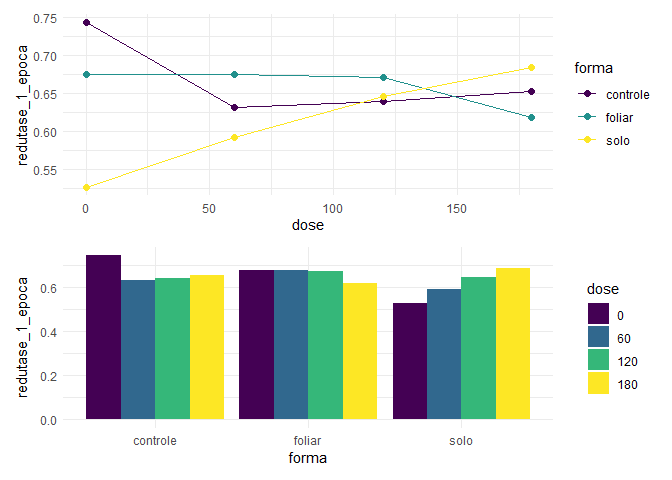 redutase_1_epoca
0.75
0.70
0.65
0.60
0.55
0
50
100
150
dose
forma
controle
foliar
solo
redutase_1_epoca
0.6
0.4
0.2
0.0
controle
foliar
solo
forma
dose
0
60
120
180